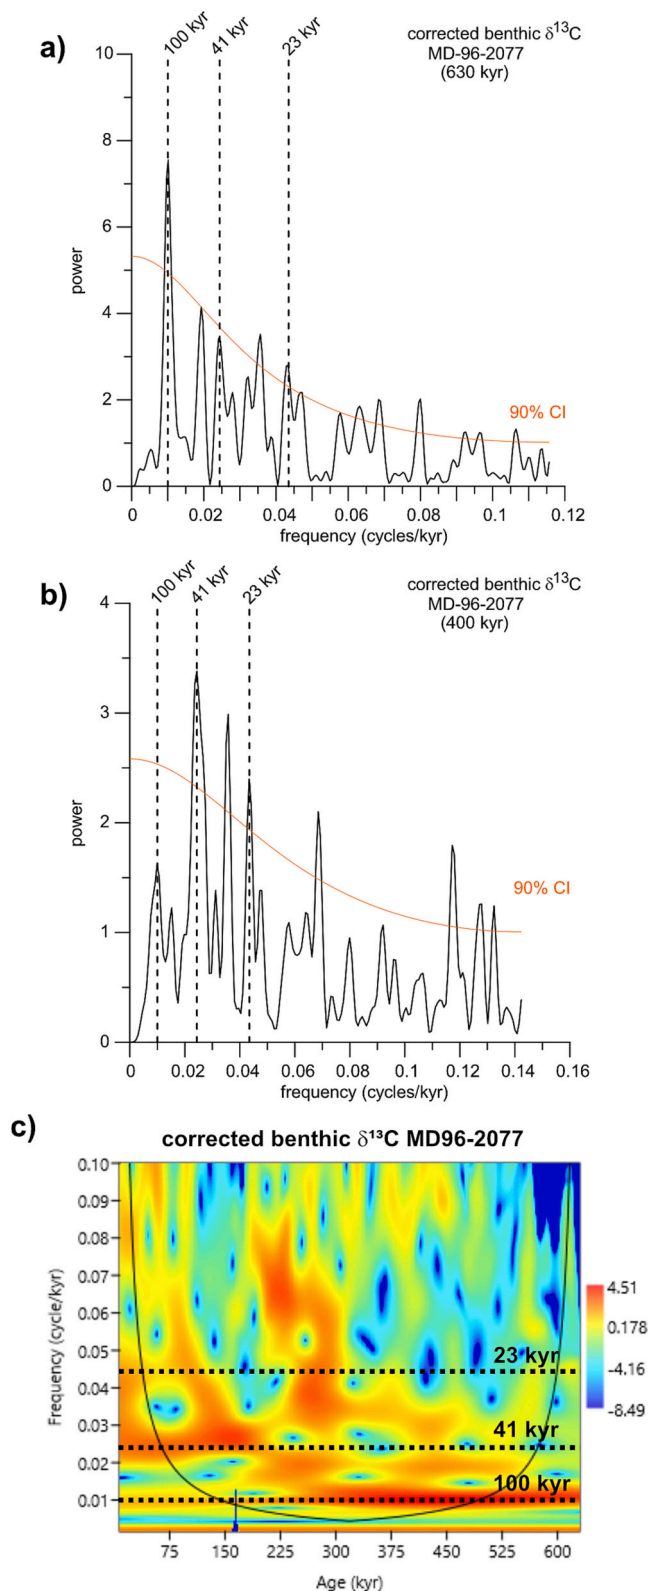 a)
100 kyr
41 kyr
23 kyr
corrected benthic δ¹³C
MD-96-2077
(630 kyr)
10
8
6
4
2
0
power
90% CI
0 0.02 0.04 0.06 0.08 0.1 0.12
frequency (cycles/kyr)
b)
100 kyr
41 kyr
23 kyr
corrected benthic δ¹³C
MD-96-2077
(400 kyr)
4
3
2
1
0
power
90% CI
0 0.02 0.04 0.06 0.08 0.1 0.12 0.14 0.16
frequency (cycles/kyr)
c)
corrected benthic δ¹³C MD96-2077
0.10
0.09
0.08
0.07
0.06
0.05
0.04
0.03
0.02
0.01
Frequency (cycle/kyr)
23 kyr
41 kyr
100 kyr
4.51
0.178
-4.16
-8.49
75 150 225 300 375 450 525 600
Age (kyr)